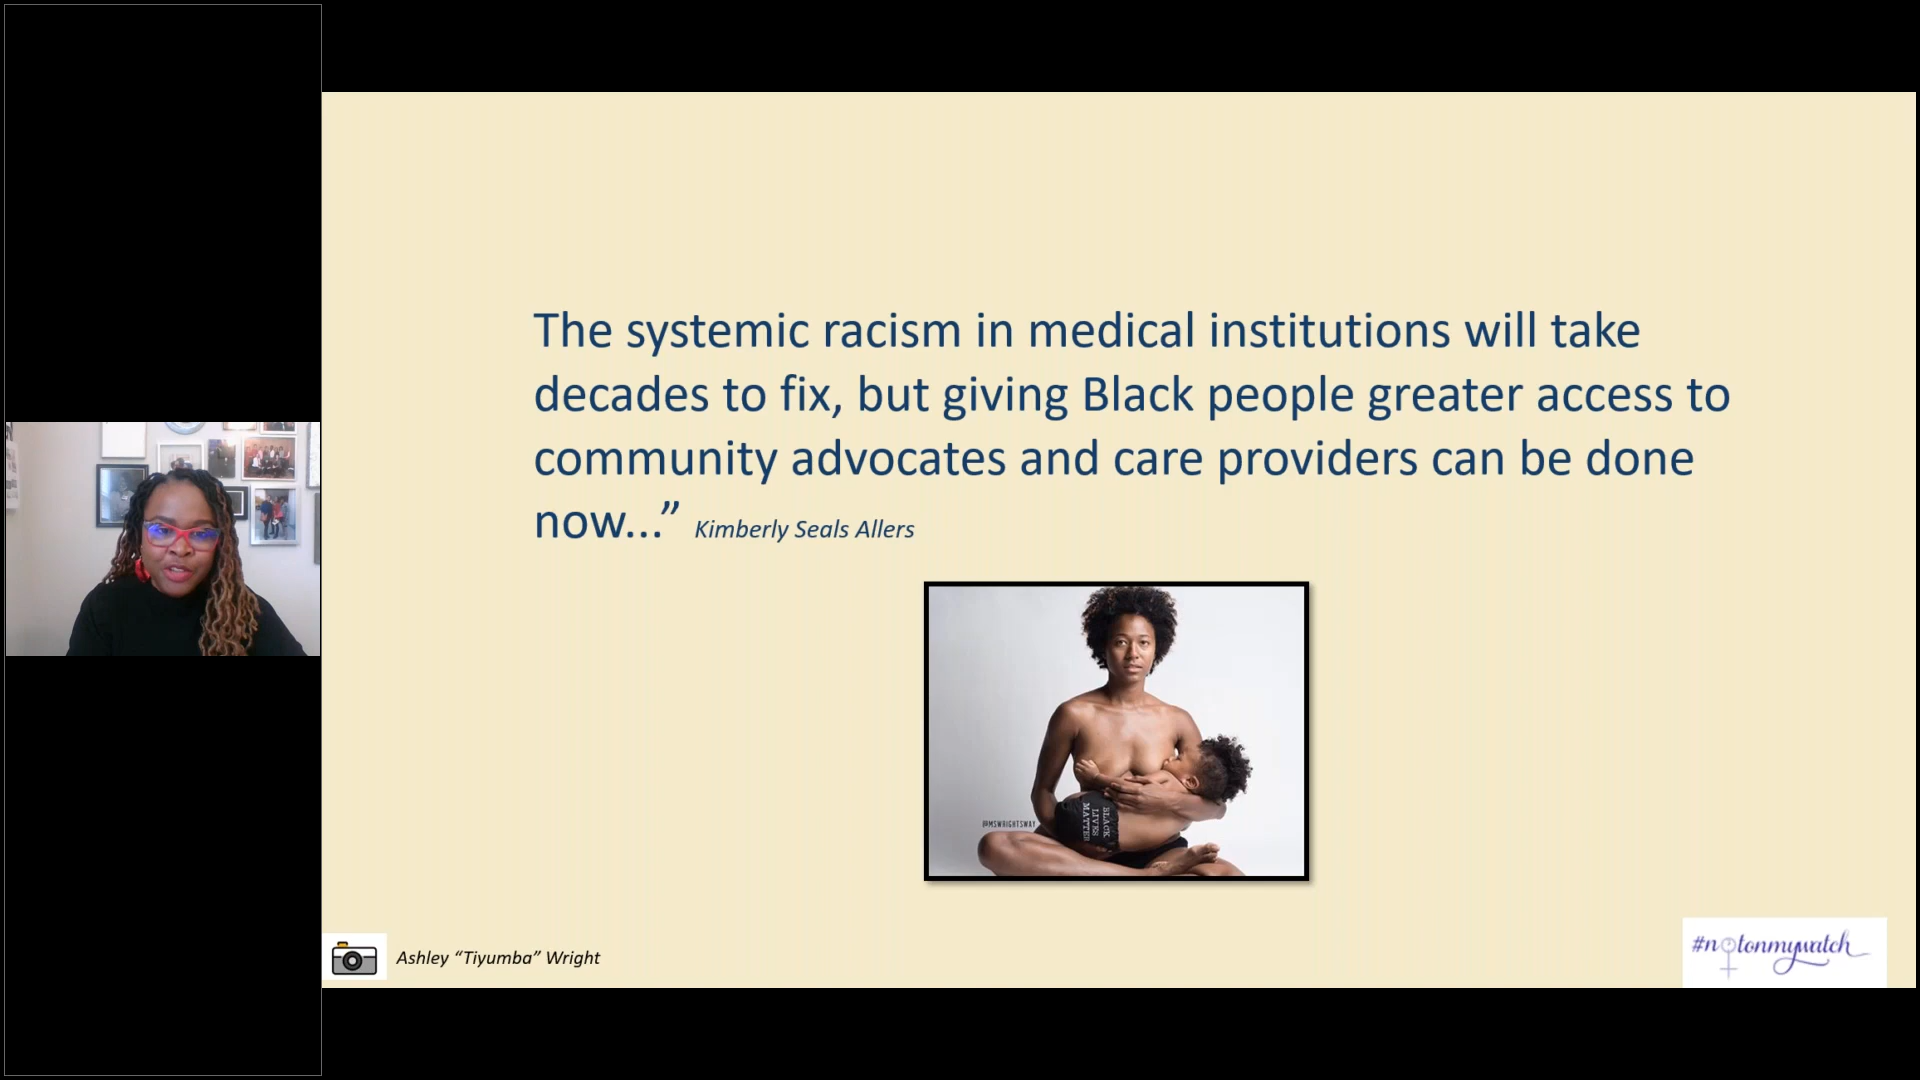 The systemic racism in medical institutions will take
decades to fix, but giving Black people greater access to
community advocates and care providers can be done
now...” Kimberly Seals Allers
@MSWRIGHTSWAY
BLACK
LIVES
MATTER
Ashley “Tiyumba” Wright
#notonmywatch